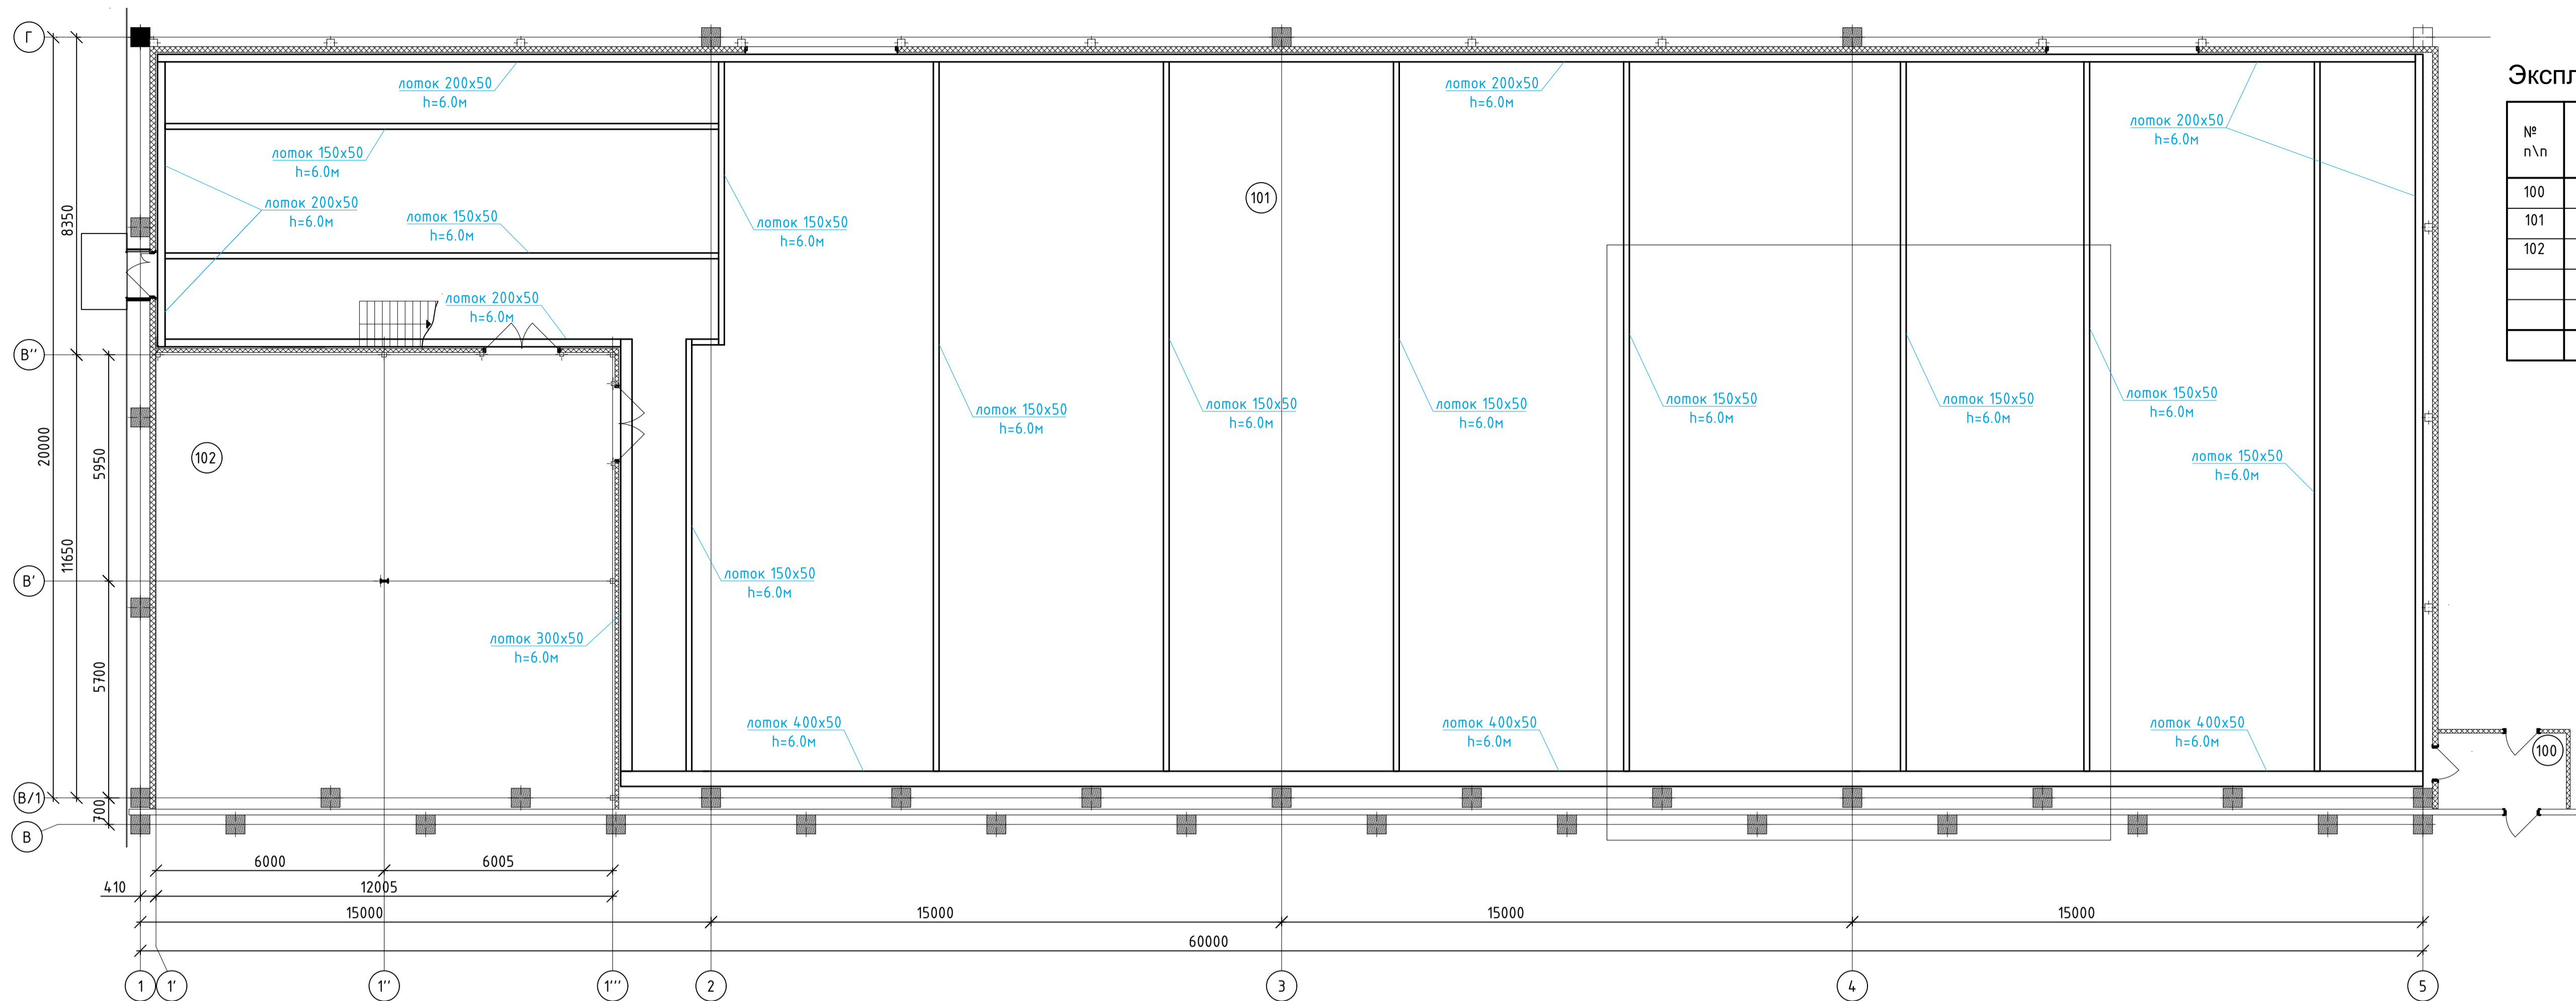 Г
Экспл
лоток 200x50
h=6.0м
лоток 200x50
h=6.0м
лоток 200x50
h=6.0м
№
п\п
лоток 150x50
h=6.0м
лоток 200x50
h=6.0м
лоток 150x50
h=6.0м
лоток 150x50
h=6.0м
101
100
101
102
8350
лоток 200x50
h=6.0м
В''
лоток 150x50
h=6.0м
лоток 150x50
h=6.0м
лоток 150x50
h=6.0м
лоток 150x50
h=6.0м
лоток 150x50
h=6.0м
лоток 150x50
h=6.0м
лоток 150x50
h=6.0м
20000
5950
102
11650
В'
лоток 150x50
h=6.0м
лоток 300x50
h=6.0м
5700
лоток 400x50
h=6.0м
лоток 400x50
h=6.0м
лоток 400x50
h=6.0м
100
В/1
700
В
6000
6005
410
12005
15000
15000
15000
15000
60000
1
1'
1''
1'''
2
3
4
5